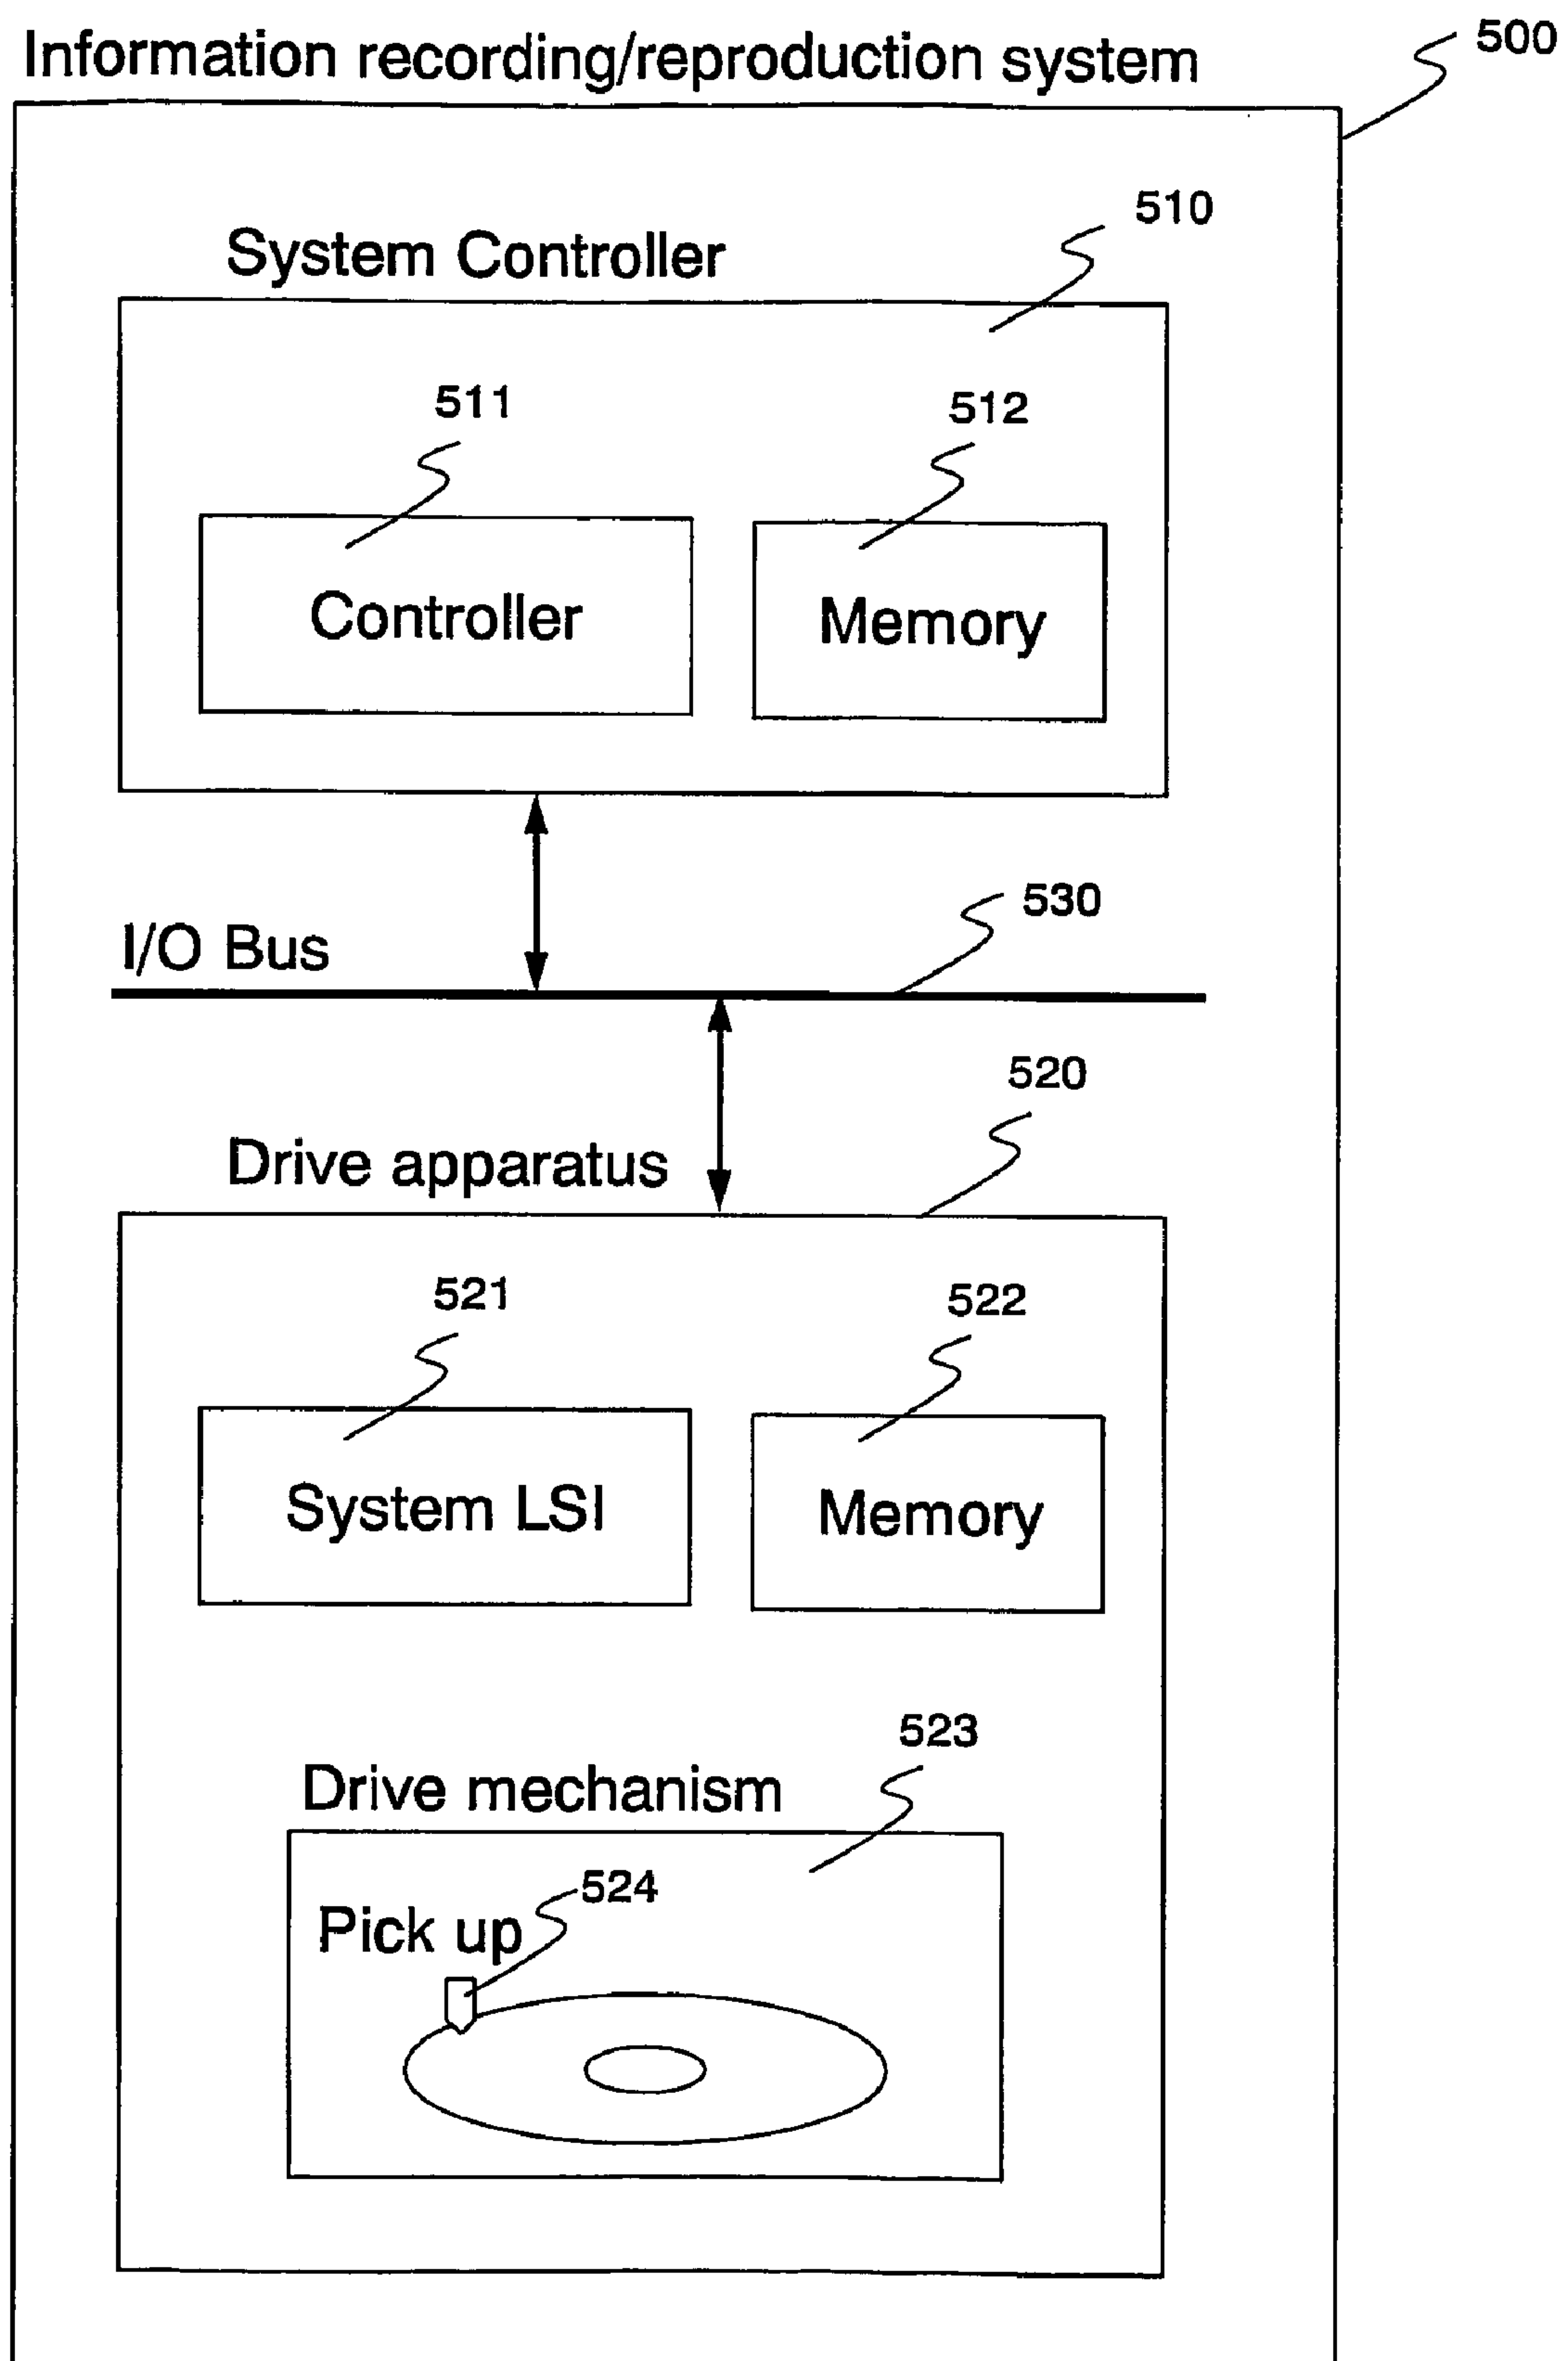 Information recording/reproduction system
500
System Controller
510
511
512
Controller
Memory
I/O Bus
530
520
Drive apparatus
521
522
System LSI
Memory
523
Drive mechanism
524
Pick up